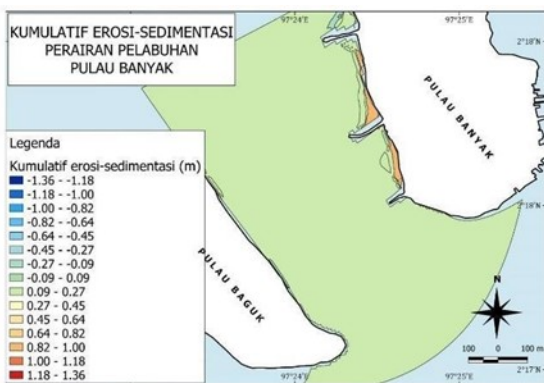 KUMULATIF EROSI-SEDIMENTASI
PERAIRAN PELABUHAN
PULAU BANYAK
97°24'E
97°25'E
2°18'N
PULAU BANYAK
Legenda
Kumulatif erosi-sedimentasi (m)
-1.36 - -1.18
-1.18 - -1.00
-1.00 - -0.82
-0.82 - -0.64
-0.64 - -0.45
-0.45 - -0.27
-0.27 - -0.09
-0.09 - 0.09
0.09 - 0.27
0.27 - 0.45
0.45 - 0.64
0.64 - 0.82
0.82 - 1.00
1.00 - 1.18
1.18 - 1.36
2°18'N
PULAU BAGUK
N
100 0 100 m
97°24'E
97°25'E
2°17'N